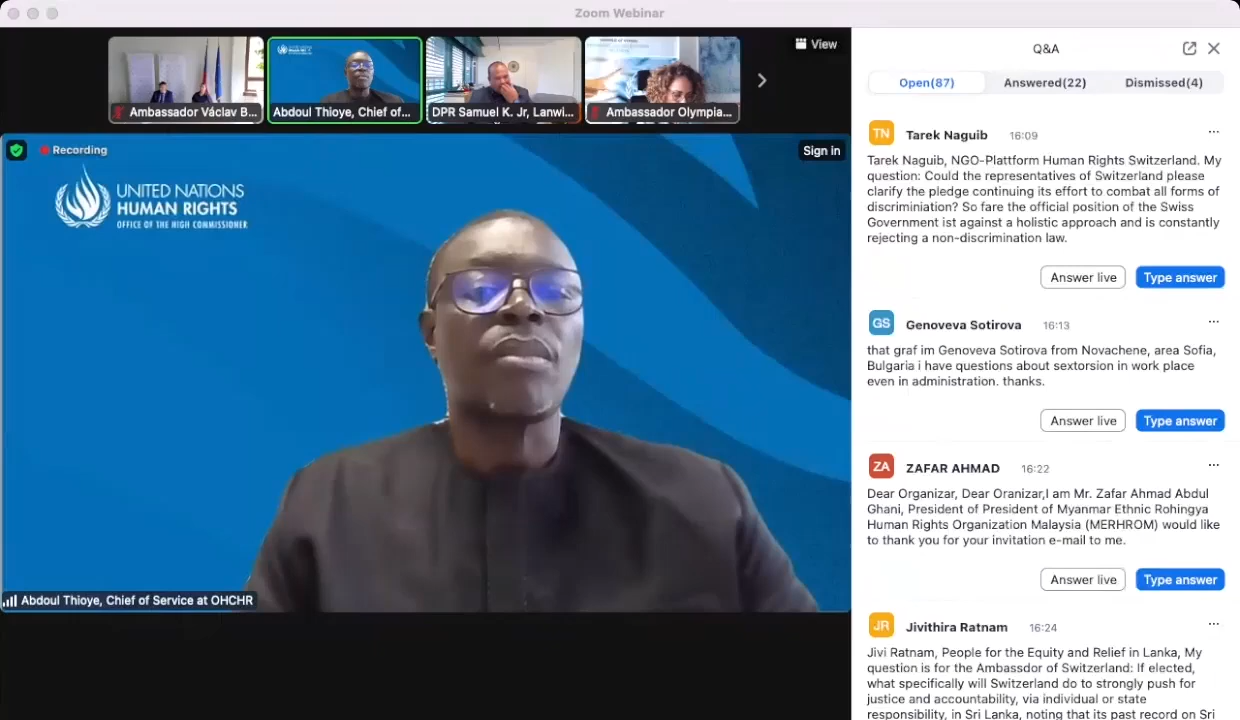 Zoom Webinar
View
Ambassador Václav B...
Abdoul Thioye, Chief of...
DPR Samuel K. Jr, Lanwi...
Ambassador Olympia...
Recording
Sign in
UNITED NATIONS
HUMAN RIGHTS
OFFICE OF THE HIGH COMMISSIONER
Abdoul Thioye, Chief of Service at OHCHR
Q&A
Open(87)
Answered(22)
Dismissed(4)
TN
Tarek Naguib 16:09
Tarek Naguib, NGO-Plattform Human Rights Switzerland. My
question: Could the representatives of Switzerland please
clarify the pledge continuing its effort to combat all forms of
discriminiation? So fare the official position of the Swiss
Government ist against a holistic approach and is constantly
rejecting a non-discrimination law.
Answer live
Type answer
GS
Genoveva Sotirova 16:13
that graf im Genoveva Sotirova from Novachene, area Sofia,
Bulgaria i have questions about sextorsion in work place
even in administration. thanks.
Answer live
Type answer
ZA
ZAFAR AHMAD 16:22
Dear Organizar, Dear Oranizar,I am Mr. Zafar Ahmad Abdul
Ghani, President of President of Myanmar Ethnic Rohingya
Human Rights Organization Malaysia (MERHROM) would like
to thank you for your invitation e-mail to me.
Answer live
Type answer
JR
Jivithira Ratnam 16:24
Jivi Ratnam, People for the Equity and Relief in Lanka, My
question is for the Ambassdor of Switzerland: If elected,
what specifically will Switzerland do to strongly push for
justice and accountability, via individual or state
responsibility, in Sri Lanka, noting that its past record on Sri